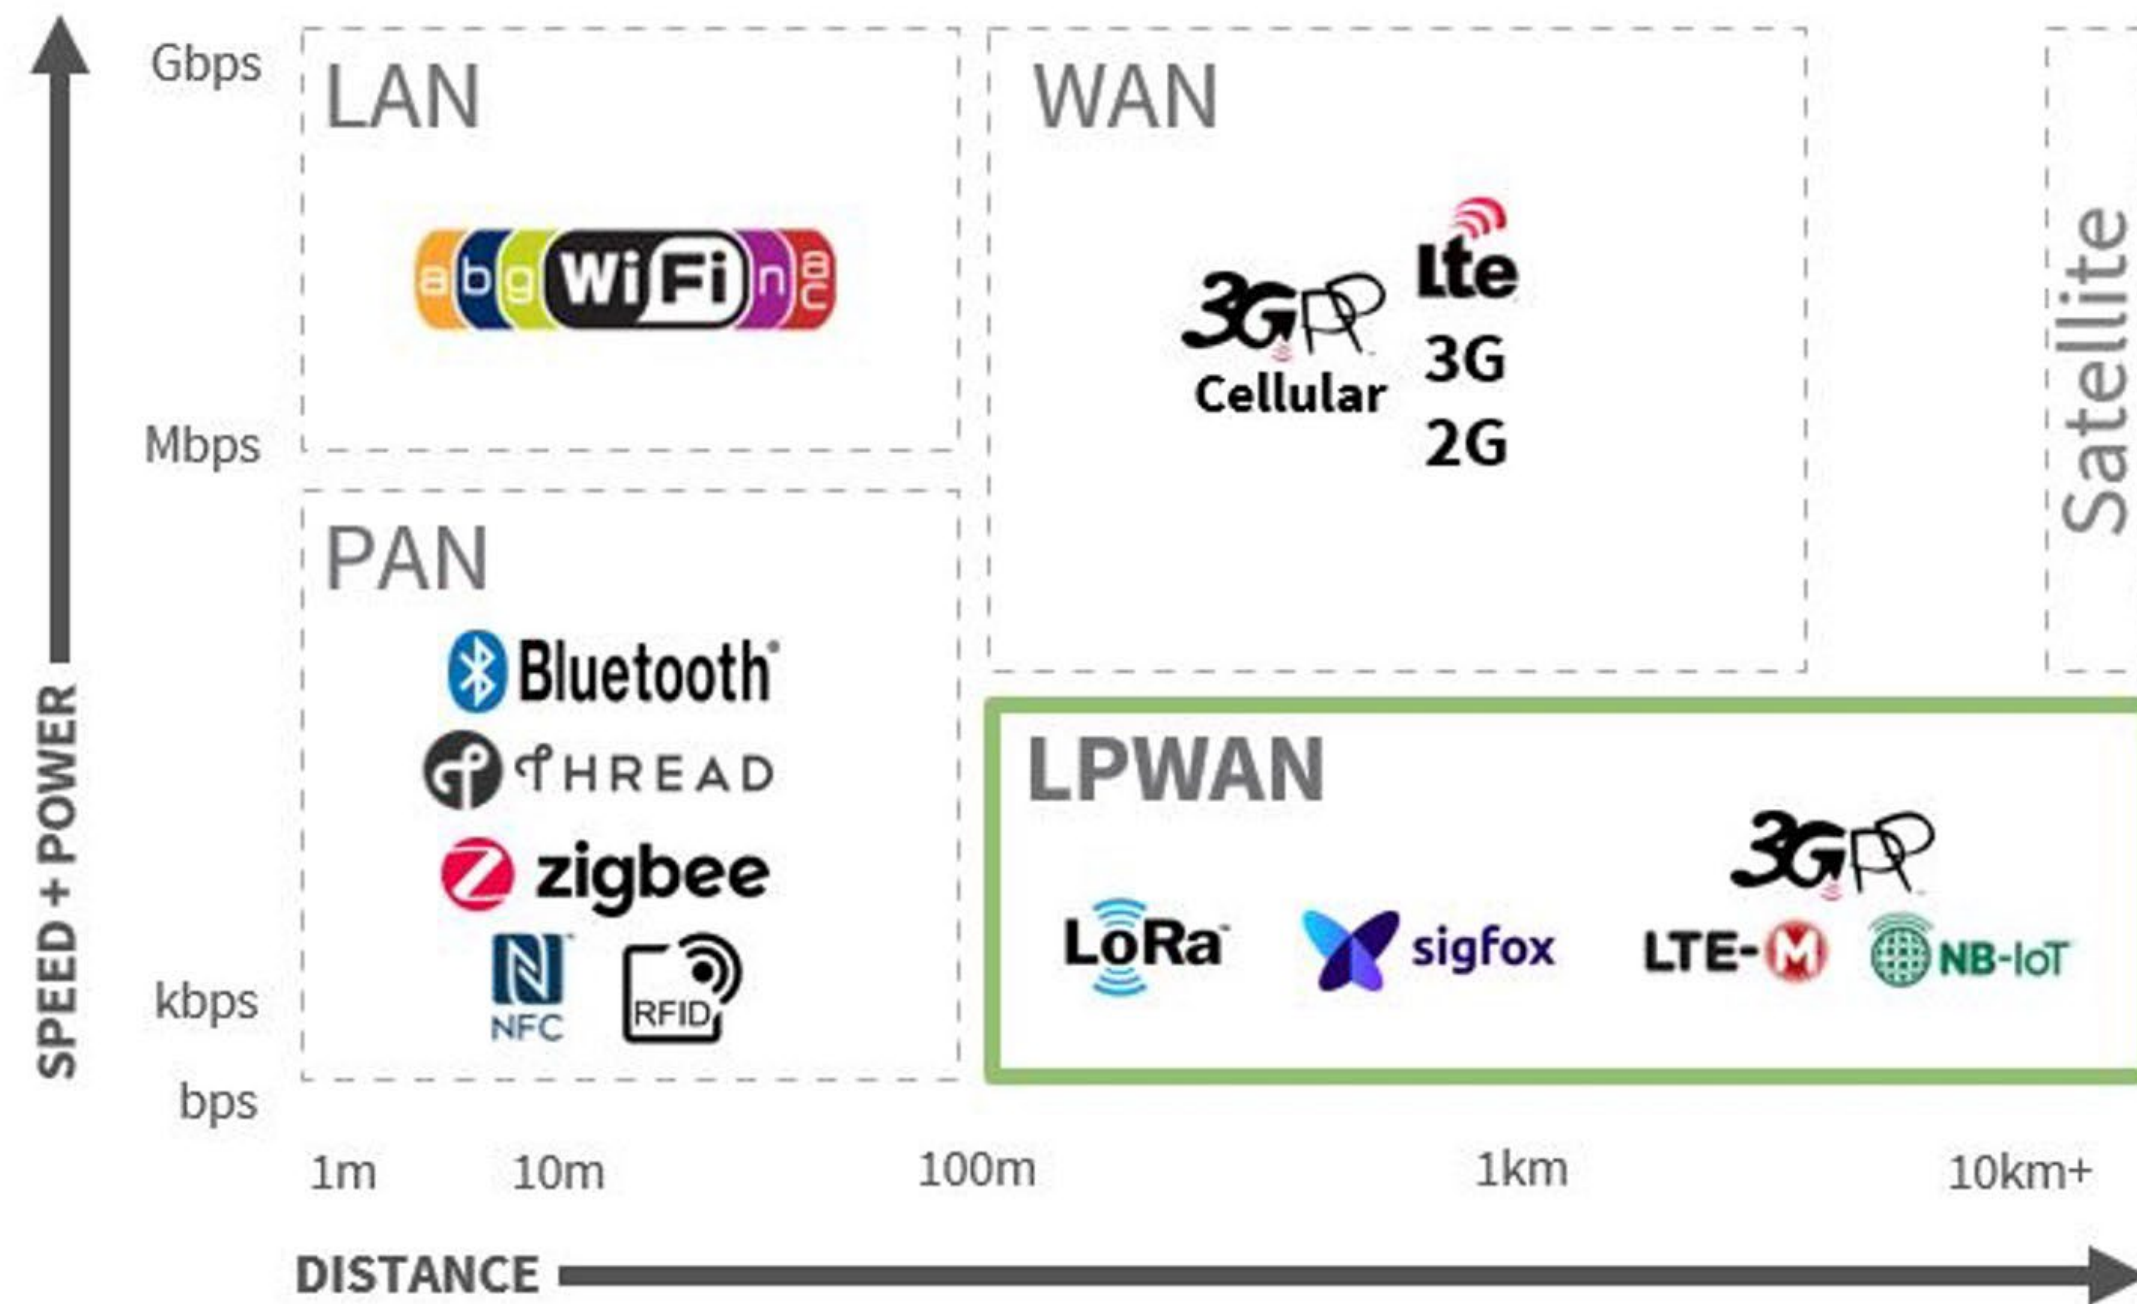 Gbps
LAN
WAN
a b g WiFi n ac
Lte
3GPP
3G
Cellular
2G
Mbps
Satellite
PAN
Bluetooth®
THREAD
zigbee
NFC
RFID
LPWAN
3GPP
LoRa™
sigfox
LTE-M
NB-IoT
kbps
bps
SPEED + POWER
1m 10m 100m 1km 10km+
DISTANCE